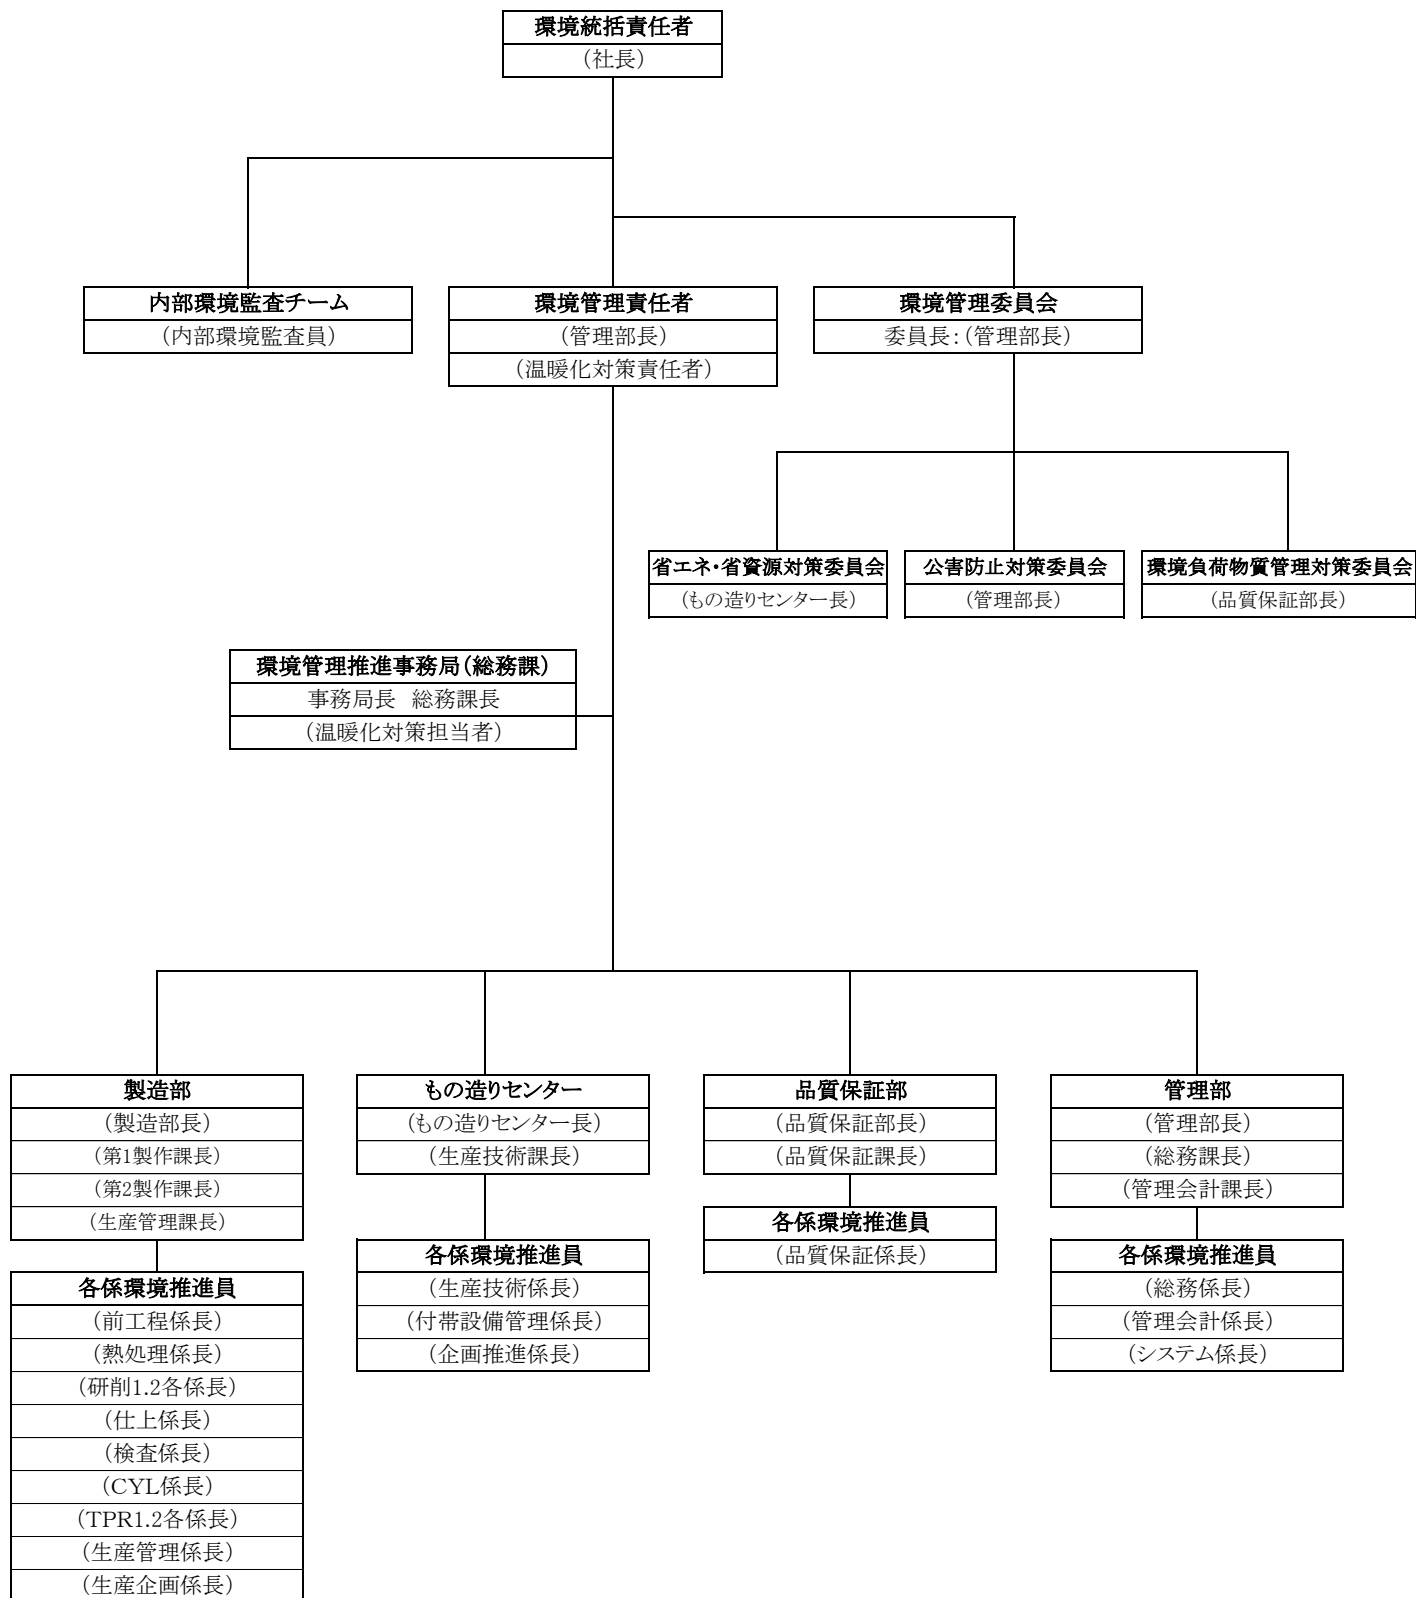 環境統括責任者
（社長）
内部環境監査チーム
（内部環境監査員）
環境管理責任者
（管理部長）
（温暖化対策責任者）
環境管理委員会
委員長：（管理部長）
省エネ・省資源対策委員会
（もの造りセンター長）
公害防止対策委員会
（管理部長）
環境負荷物質管理対策委員会
（品質保証部長）
環境管理推進事務局（総務課）
事務局長　総務課長
（温暖化対策担当者）
製造部
（製造部長）
（第1製作課長）
（第2製作課長）
（生産管理課長）
各係環境推進員
（前工程係長）
（熱処理係長）
（研削1.2各係長）
（仕上係長）
（検査係長）
（CYL係長）
（TPR1.2各係長）
（生産管理係長）
（生産企画係長）
もの造りセンター
（もの造りセンター長）
（生産技術課長）
各係環境推進員
（生産技術係長）
（付帯設備管理係長）
（企画推進係長）
品質保証部
（品質保証部長）
（品質保証課長）
各係環境推進員
（品質保証係長）
管理部
（管理部長）
（総務課長）
（管理会計課長）
各係環境推進員
（総務係長）
（管理会計係長）
（システム係長）